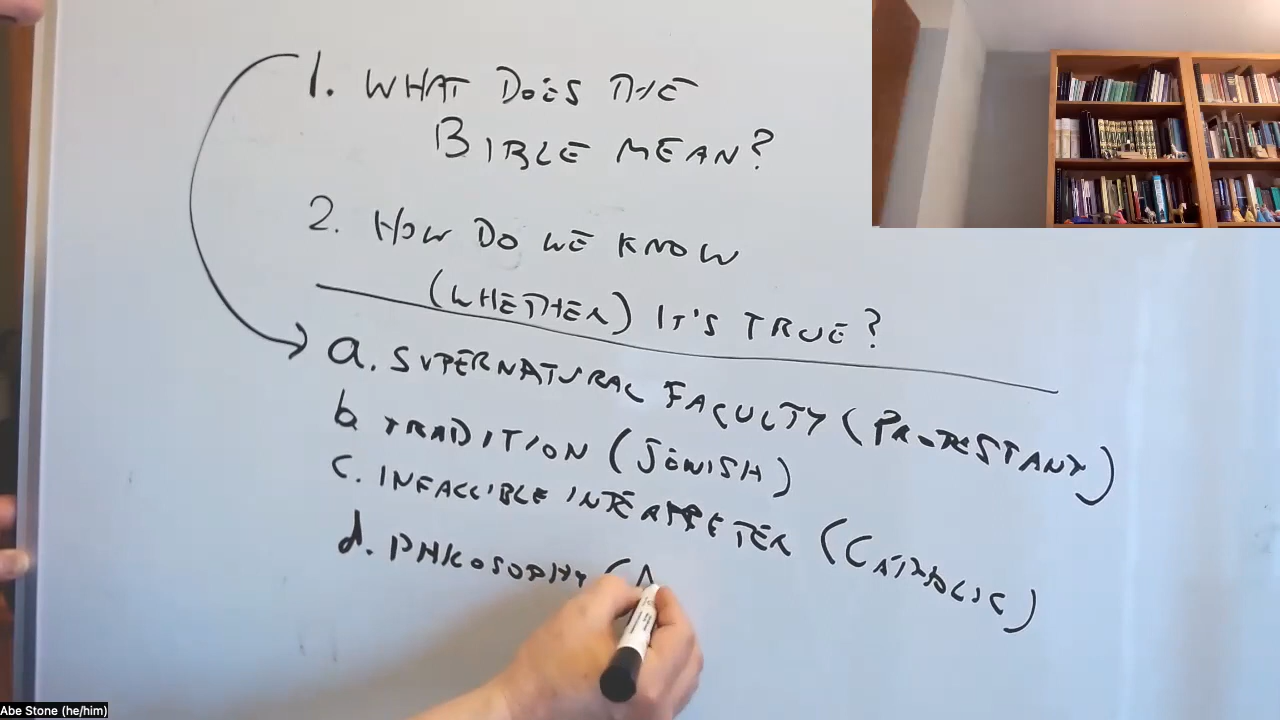 1. WHAT DOES THE
BIBLE MEAN?
2. HOW DO WE KNOW
(WHETHER) IT'S TRUE?
a. SUPERNATURAL FACULTY (PROTESTANT)
b. TRADITION (JEWISH)
c. INFALLIBLE INTERPRETER (CATHOLIC)
d. PHILOSOPHY (
Abe Stone (he/him)